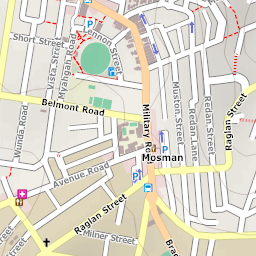 Lennon Street
Short Street
Vista Street
Myahgah Road
Military Road
Muston Street
Redan Street
Redan Lane
Raglan Street
Belmont Road
Wunda Road
Mosman
Avenue Road
Raglan Street
Milner Street
P
P